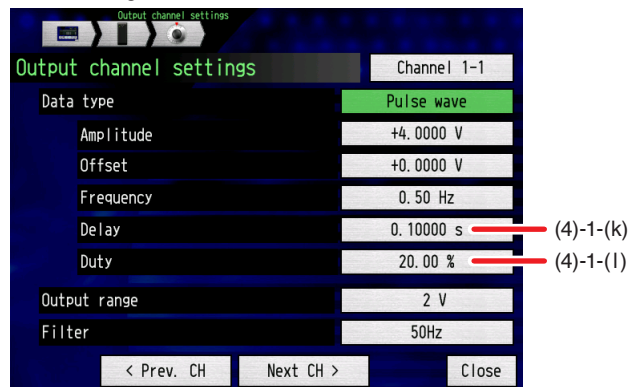 Output channel settings
Output channel settings Channel 1-1
Data type Pulse wave
Amplitude +4.0000 V
Offset +0.0000 V
Frequency 0.50 Hz
Delay 0.10000 s (4)-1-(k)
Duty 20.00 % (4)-1-(l)
Output range 2 V
Filter 50Hz
< Prev. CH Next CH > Close